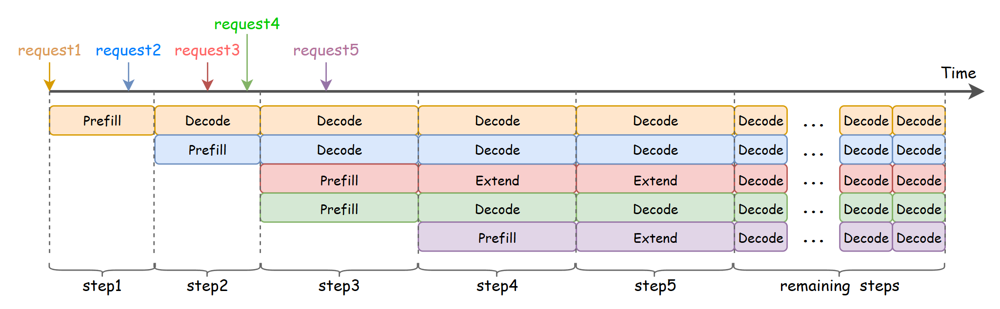 request4
request1 request2 request3 request5
Time
Prefill Decode Decode Decode Decode Decode ... Decode Decode
Prefill Decode Decode Decode Decode ... Decode Decode
Prefill Extend Extend Decode ... Decode Decode
Prefill Decode Decode Decode ... Decode Decode
Prefill Extend Decode ... Decode Decode
step1 step2 step3 step4 step5 remaining steps